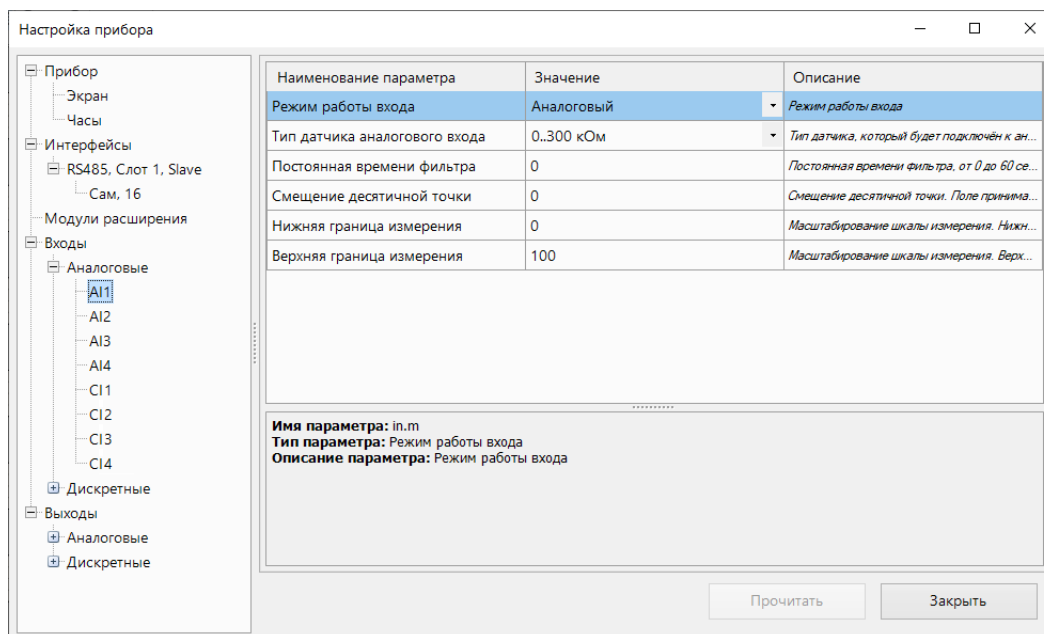 Настройка прибора
Прибор
Экран
Часы
Интерфейсы
RS485, Слот 1, Slave
Сам, 16
Модули расширения
Входы
Аналоговые
AI1
AI2
AI3
AI4
CI1
CI2
CI3
CI4
Дискретные
Выходы
Аналоговые
Дискретные
Наименование параметра Значение Описание
Режим работы входа Аналоговый Режим работы входа
Тип датчика аналогового входа 0..300 кОм Тип датчика, который будет подключён к ан...
Постоянная времени фильтра 0 Постоянная времени фильтра, от 0 до 60 се...
Смещение десятичной точки 0 Смещение десятичной точки. Поле принима...
Нижняя граница измерения 0 Масштабирование шкалы измерения. Нижн...
Верхняя граница измерения 100 Масштабирование шкалы измерения. Верх...
Имя параметра: in.m
Тип параметра: Режим работы входа
Описание параметра: Режим работы входа
Прочитать Закрыть